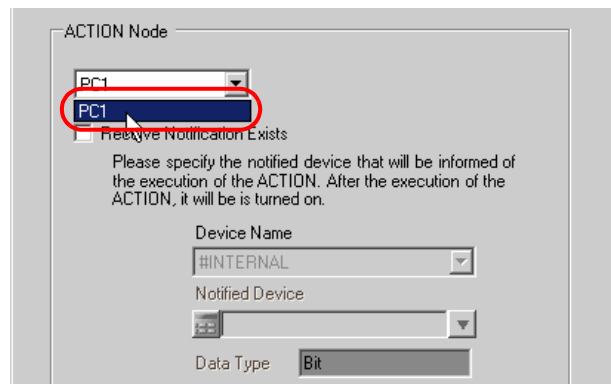 ACTION Node
PC1
PC1
Receive Notification Exists
Please specify the notified device that will be informed of
the execution of the ACTION. After the execution of the
ACTION, it will be is turned on.
Device Name
#INTERNAL
Notified Device
Data Type Bit